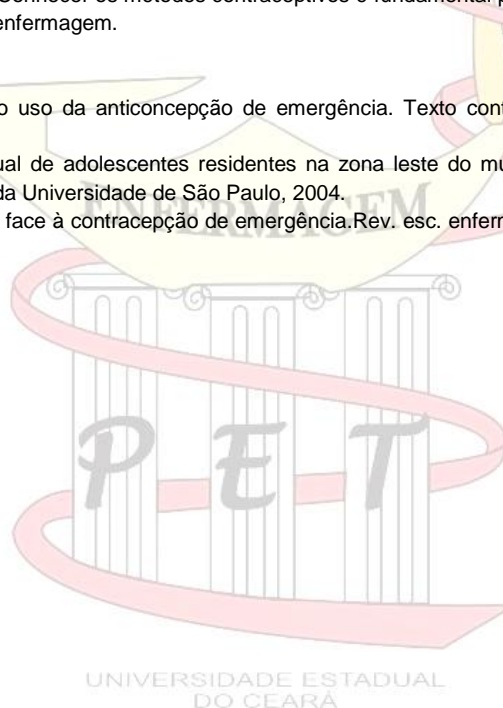 Conhecer os métodos contraceptivos é fundamental p
enfermagem.
o uso da anticoncepção de emergência. Texto cont
ual de adolescentes residentes na zona leste do mu
da Universidade de São Paulo, 2004.
face à contracepção de emergência.Rev. esc. enferm
ENFERMAGEM
P E T
UNIVERSIDADE ESTADUAL
DO CEARÁ